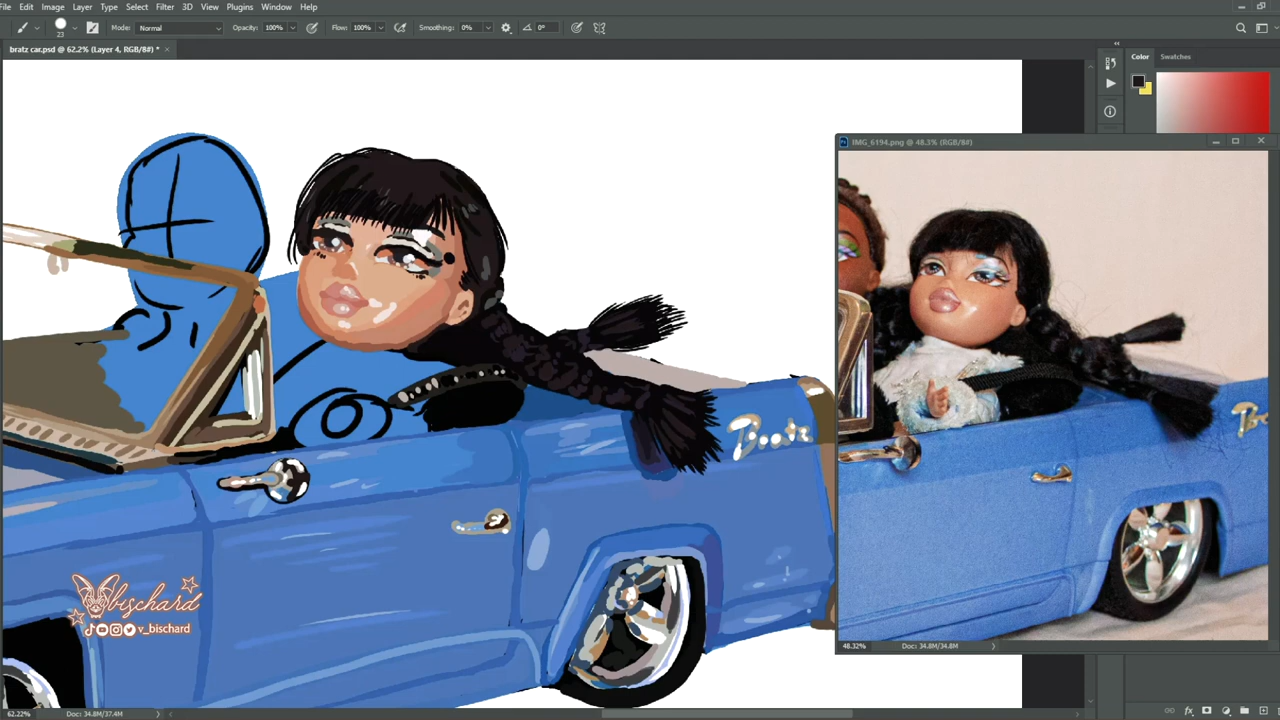 File Edit Image Layer Type Select Filter 3D View Plugins Window Help
23 Mode: Normal Opacity: 100% Flow: 100% Smoothing: 0% 0°
bratz car.psd @ 62.2% (Layer 4, RGB/8#) *
Color Swatches
IMG_6194.png @ 48.3% (RGB/8#)
Bratz
bischard
v_bischard
48.32% Doc: 34.8M/34.8M
62.22% Doc: 34.8M/37.4M